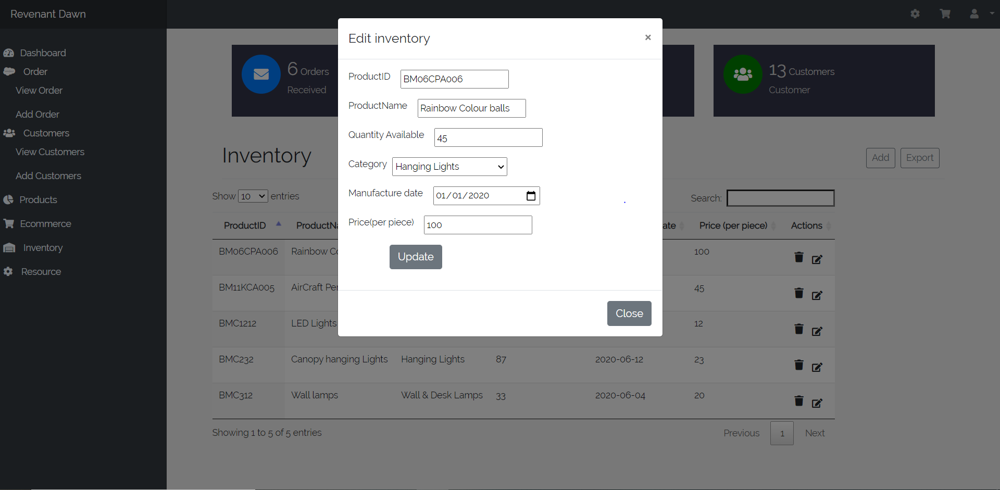 Revenant Dawn
Dashboard
Order
View Order
Add Order
Customers
View Customers
Add Customers
Products
Ecommerce
Inventory
Resource
6 Orders
Received
13 Customers
Customer
Inventory
Add
Export
Show 10 entries
Search:
ProductID
ProductNa
ate
Price (per piece)
Actions
BM06CPA006 Rainbow Co 100
BM11KCA005 AirCraft Per 45
BMC1212 LED Lights 12
BMC232 Canopy hanging Lights Hanging Lights 87 2020-06-12 23
BMC312 Wall lamps Wall & Desk Lamps 33 2020-06-04 20
Showing 1 to 5 of 5 entries
Previous 1 Next
Edit inventory ×
ProductID BM06CPA006
ProductName Rainbow Colour balls
Quantity Available 45
Category Hanging Lights
Manufacture date 01/01/2020
Price(per piece) 100
Update
Close